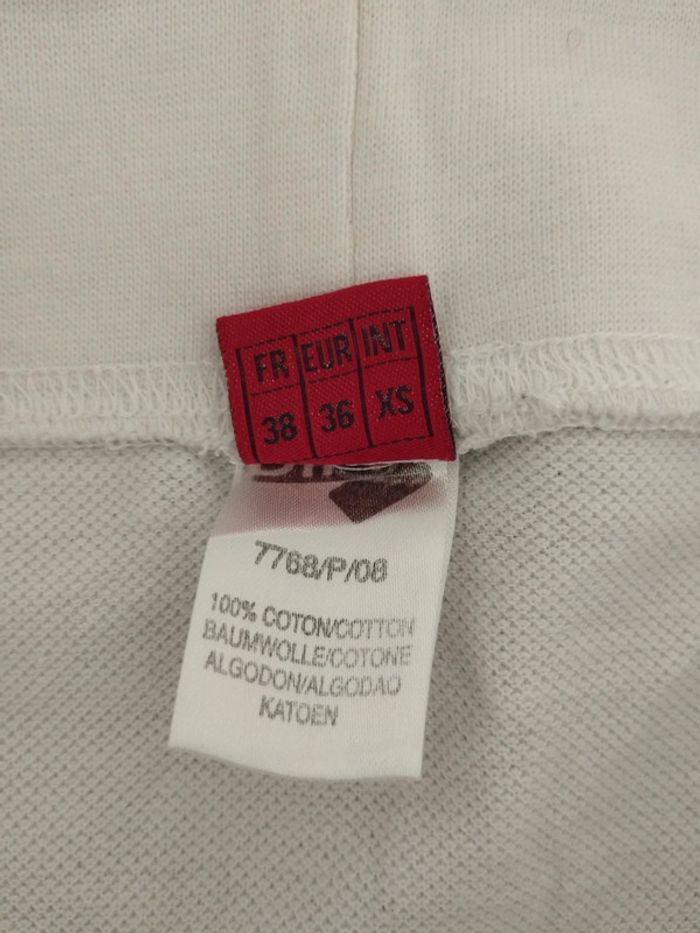 FR EUR INT
38 36 XS
7768/P/08
100% COTON/COTTON
BAUMWOLLE/COTONE
ALGODON/ALGODAO
KATOEN